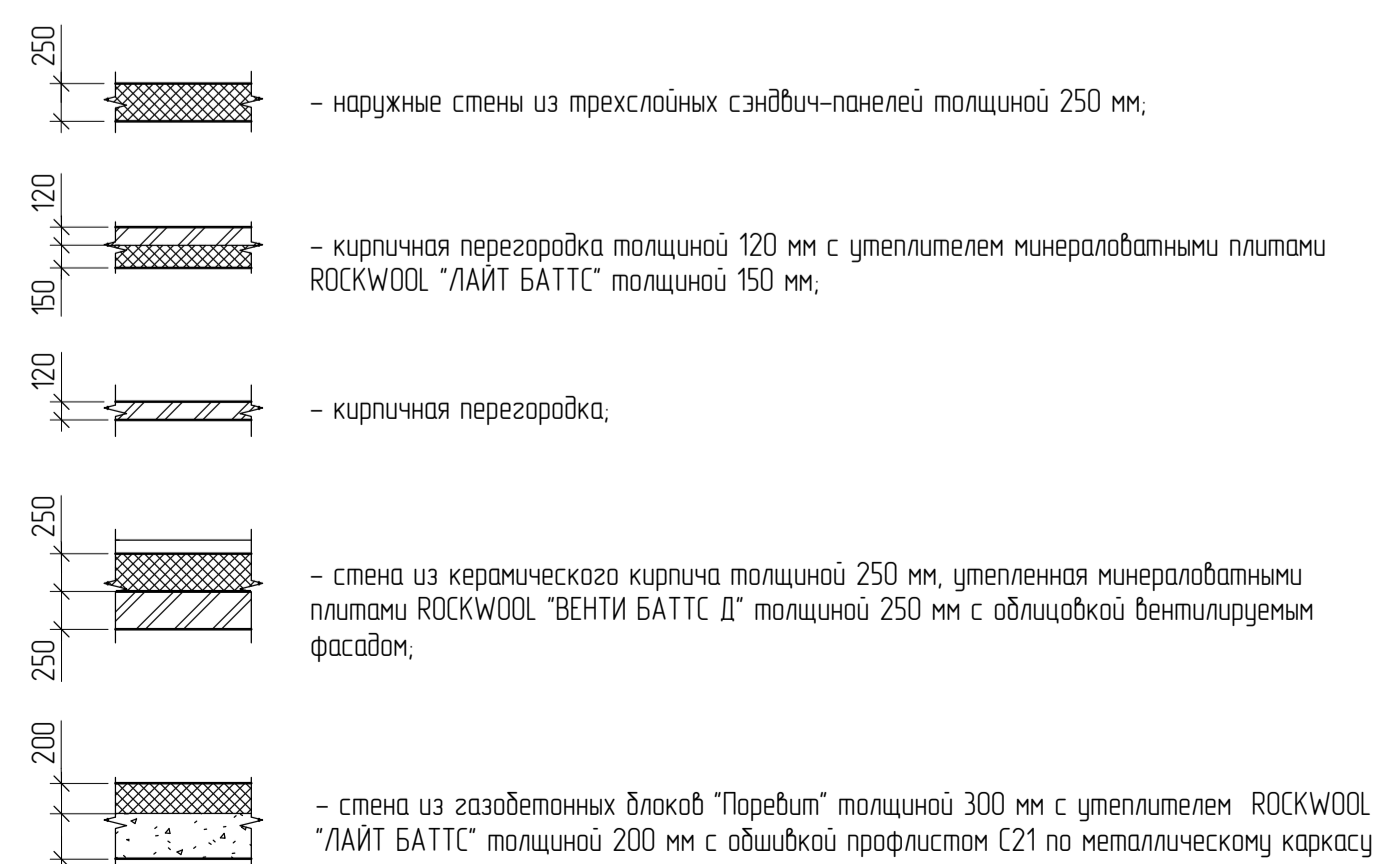 250
– наружные стены из трехслойных сэндвич-панелей толщиной 250 мм;
120
150
– кирпичная перегородка толщиной 120 мм с утеплителем минераловатными плитами
ROCKWOOL "ЛАЙТ БАТТС" толщиной 150 мм;
120
– кирпичная перегородка;
250
250
– стена из керамического кирпича толщиной 250 мм, утепленная минераловатными
плитами ROCKWOOL "ВЕНТИ БАТТС Д" толщиной 250 мм с облицовкой вентилируемым
фасадом;
200
– стена из газобетонных блоков "Поревит" толщиной 300 мм с утеплителем ROCKWOOL
"ЛАЙТ БАТТС" толщиной 200 мм с обшивкой профлистом С21 по металлическому каркасу